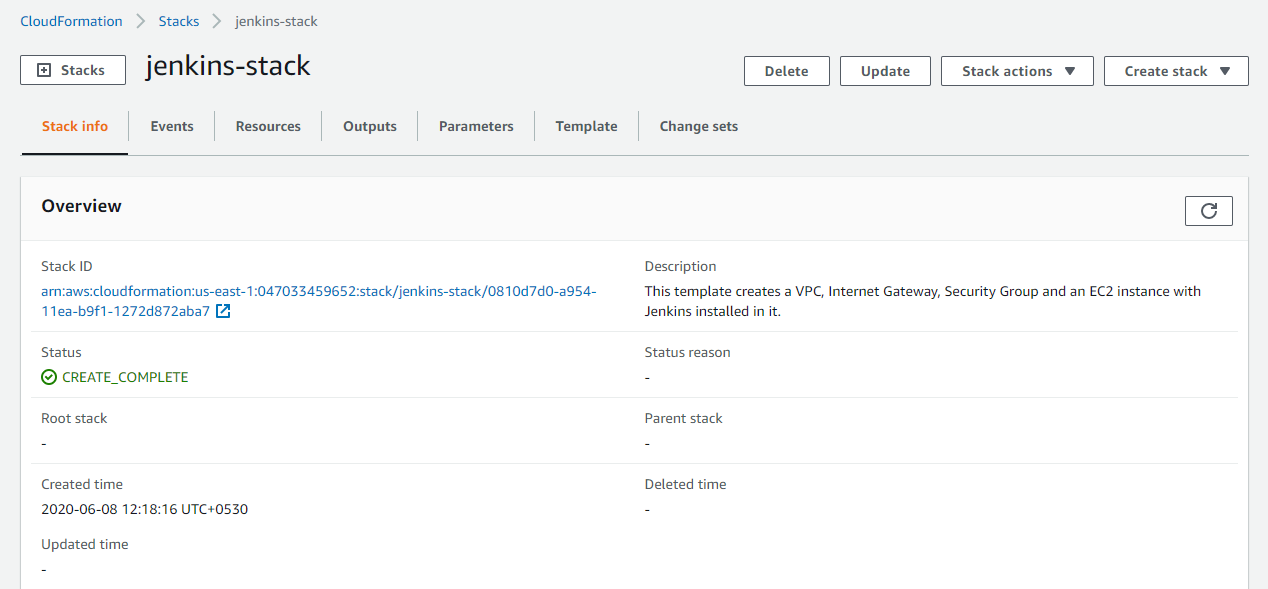 CloudFormation > Stacks > jenkins-stack
Stacks
jenkins-stack
Delete Update Stack actions Create stack
Stack info Events Resources Outputs Parameters Template Change sets
Overview
Stack ID
arn:aws:cloudformation:us-east-1:047033459652:stack/jenkins-stack/0810d7d0-a954-
11ea-b9f1-1272d872aba7
Description
This template creates a VPC, Internet Gateway, Security Group and an EC2 instance with
Jenkins installed in it.
Status
CREATE_COMPLETE
Status reason
-
Root stack
-
Parent stack
-
Created time
2020-06-08 12:18:16 UTC+0530
Deleted time
-
Updated time
-